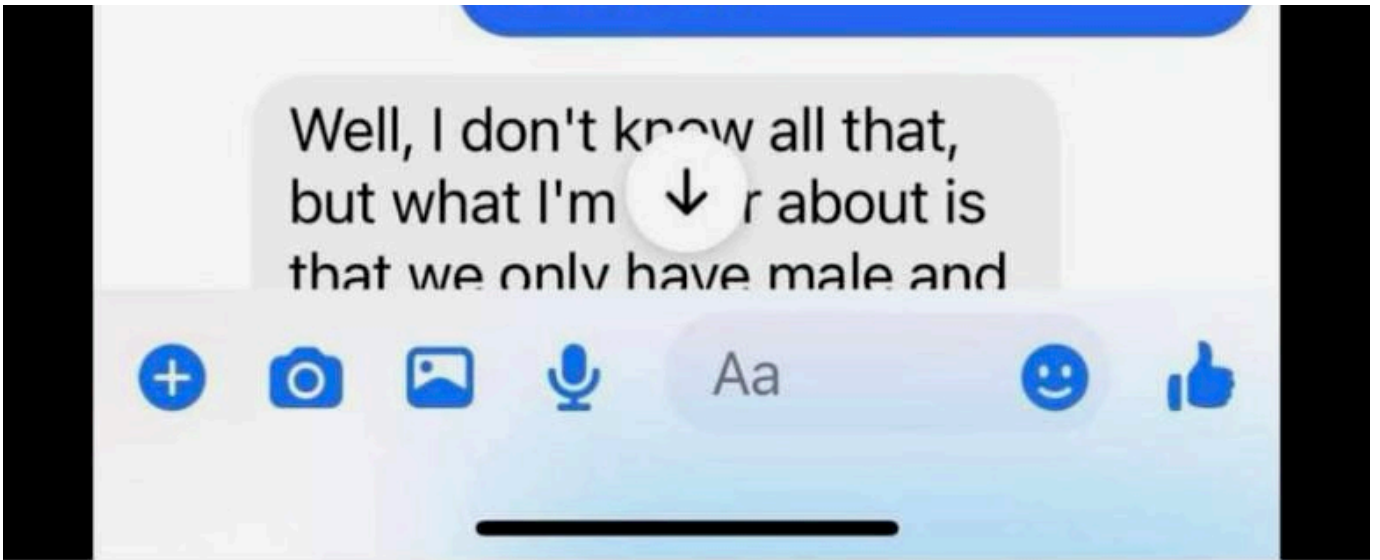 Well, I don't know all that,
but what I'm about is
that we only have male and
Aa